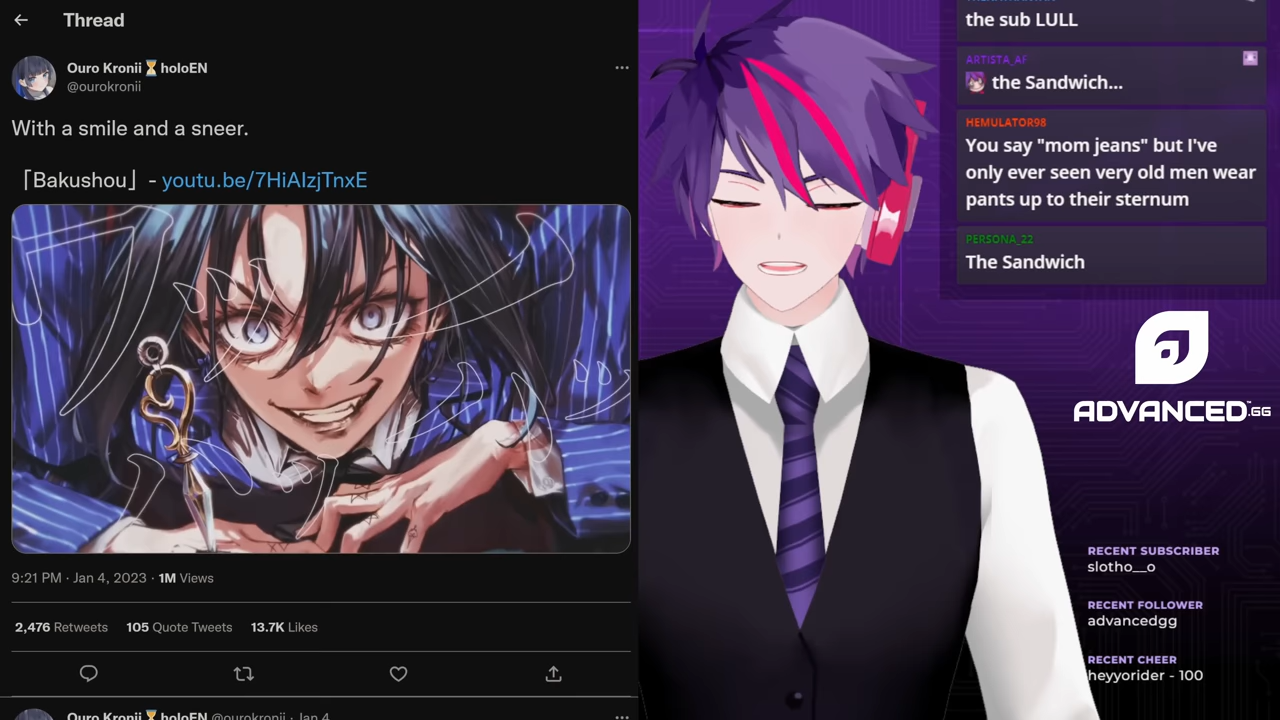 Thread
Ouro Kronii⌛holoEN
@ourokronii
With a smile and a sneer.
「Bakushou」 - youtu.be/7HiAIzjTnxE
9:21 PM · Jan 4, 2023 · 1M Views
2,476 Retweets 105 Quote Tweets 13.7K Likes
Ouro Kronii⌛holoEN @ourokronii · Jan 4
the sub LULL
ARTISTA_AF
the Sandwich...
HEMULATOR98
You say "mom jeans" but I've
only ever seen very old men wear
pants up to their sternum
PERSONA_22
The Sandwich
ADVANCED™.GG
RECENT SUBSCRIBER
slotho__o
RECENT FOLLOWER
advancedgg
RECENT CHEER
heyyorider - 100